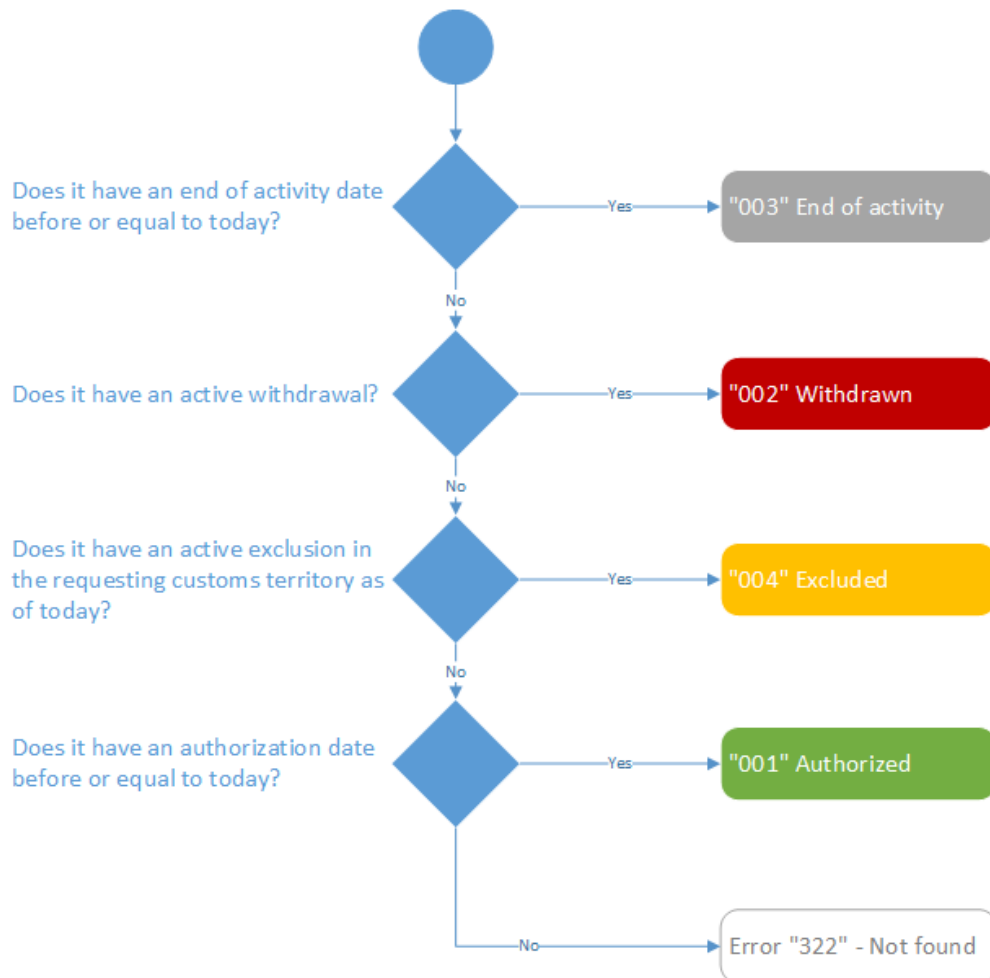 Does it have an end of activity date
before or equal to today?
Yes
"003" End of activity
No
Does it have an active withdrawal?
Yes
"002" Withdrawn
No
Does it have an active exclusion in
the requesting customs territory as
of today?
Yes
"004" Excluded
No
Does it have an authorization date
before or equal to today?
Yes
"001" Authorized
No
Error "322" - Not found